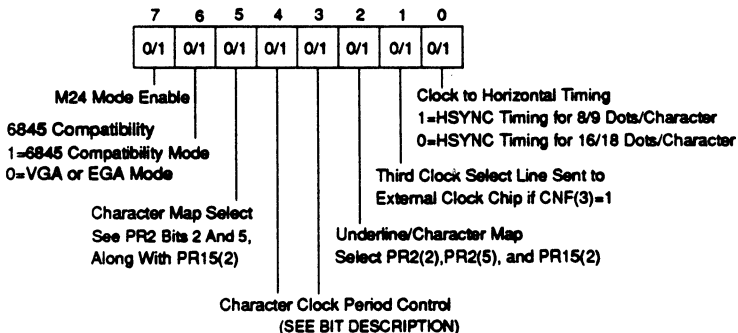 7 6 5 4 3 2 1 0
0/1 0/1 0/1 0/1 0/1 0/1 0/1 0/1
M24 Mode Enable
6845 Compatibility
1=6845 Compatibility Mode
0=VGA or EGA Mode
Character Map Select
See PR2 Bits 2 And 5,
Along With PR15(2)
Character Clock Period Control
(SEE BIT DESCRIPTION)
Underline/Character Map
Select PR2(2),PR2(5), and PR15(2)
Third Clock Select Line Sent to
External Clock Chip if CNF(3)=1
Clock to Horizontal Timing
1=HSYNC Timing for 8/9 Dots/Character
0=HSYNC Timing for 16/18 Dots/Character